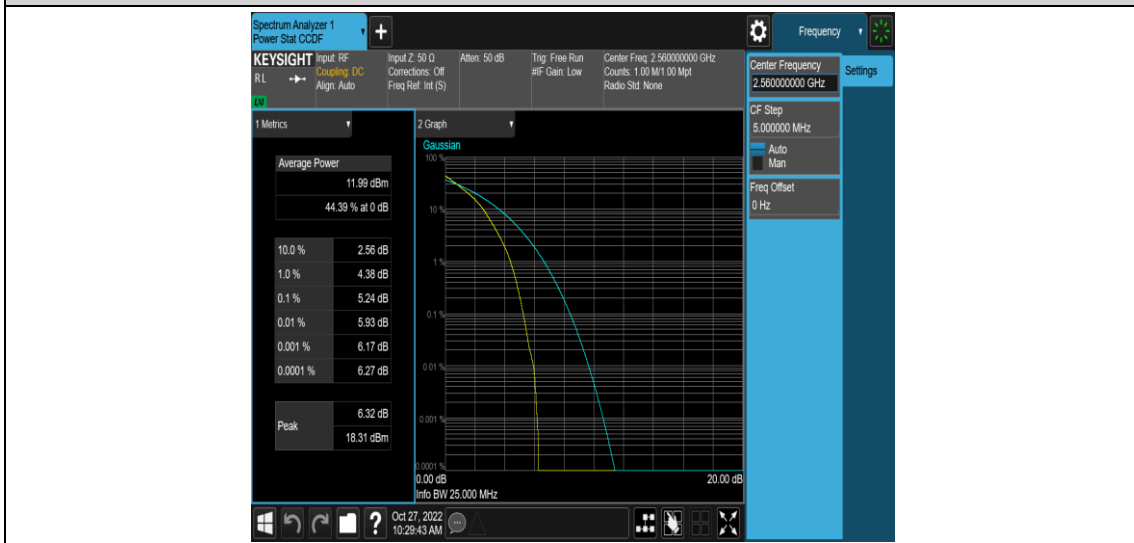 Spectrum Analyzer 1
Power Stat CCDF
+
Frequency
KEYSIGHT
RL
Input: RF
Coupling: DC
Align: Auto
Input Z: 50 Ω
Corrections: Off
Freq Ref: Int (S)
Atten: 50 dB
Trig: Free Run
#IF Gain: Low
Center Freq: 2.560000000 GHz
Counts: 1.00 M/1.00 Mpt
Radio Std: None
Center Frequency
2.560000000 GHz
Settings
CF Step
5.000000 MHz
Auto
Man
Freq Offset
0 Hz
1 Metrics
Average Power
11.99 dBm
44.39 % at 0 dB
10.0 % 2.56 dB
1.0 % 4.38 dB
0.1 % 5.24 dB
0.01 % 5.93 dB
0.001 % 6.17 dB
0.0001 % 6.27 dB
Peak
6.32 dB
18.31 dBm
2 Graph
Gaussian
100 %
10 %
1 %
0.1 %
0.01 %
0.001 %
0.0001 %
0.00 dB 20.00 dB
Info BW 25.000 MHz
?
Oct 27, 2022
10:29:43 AM